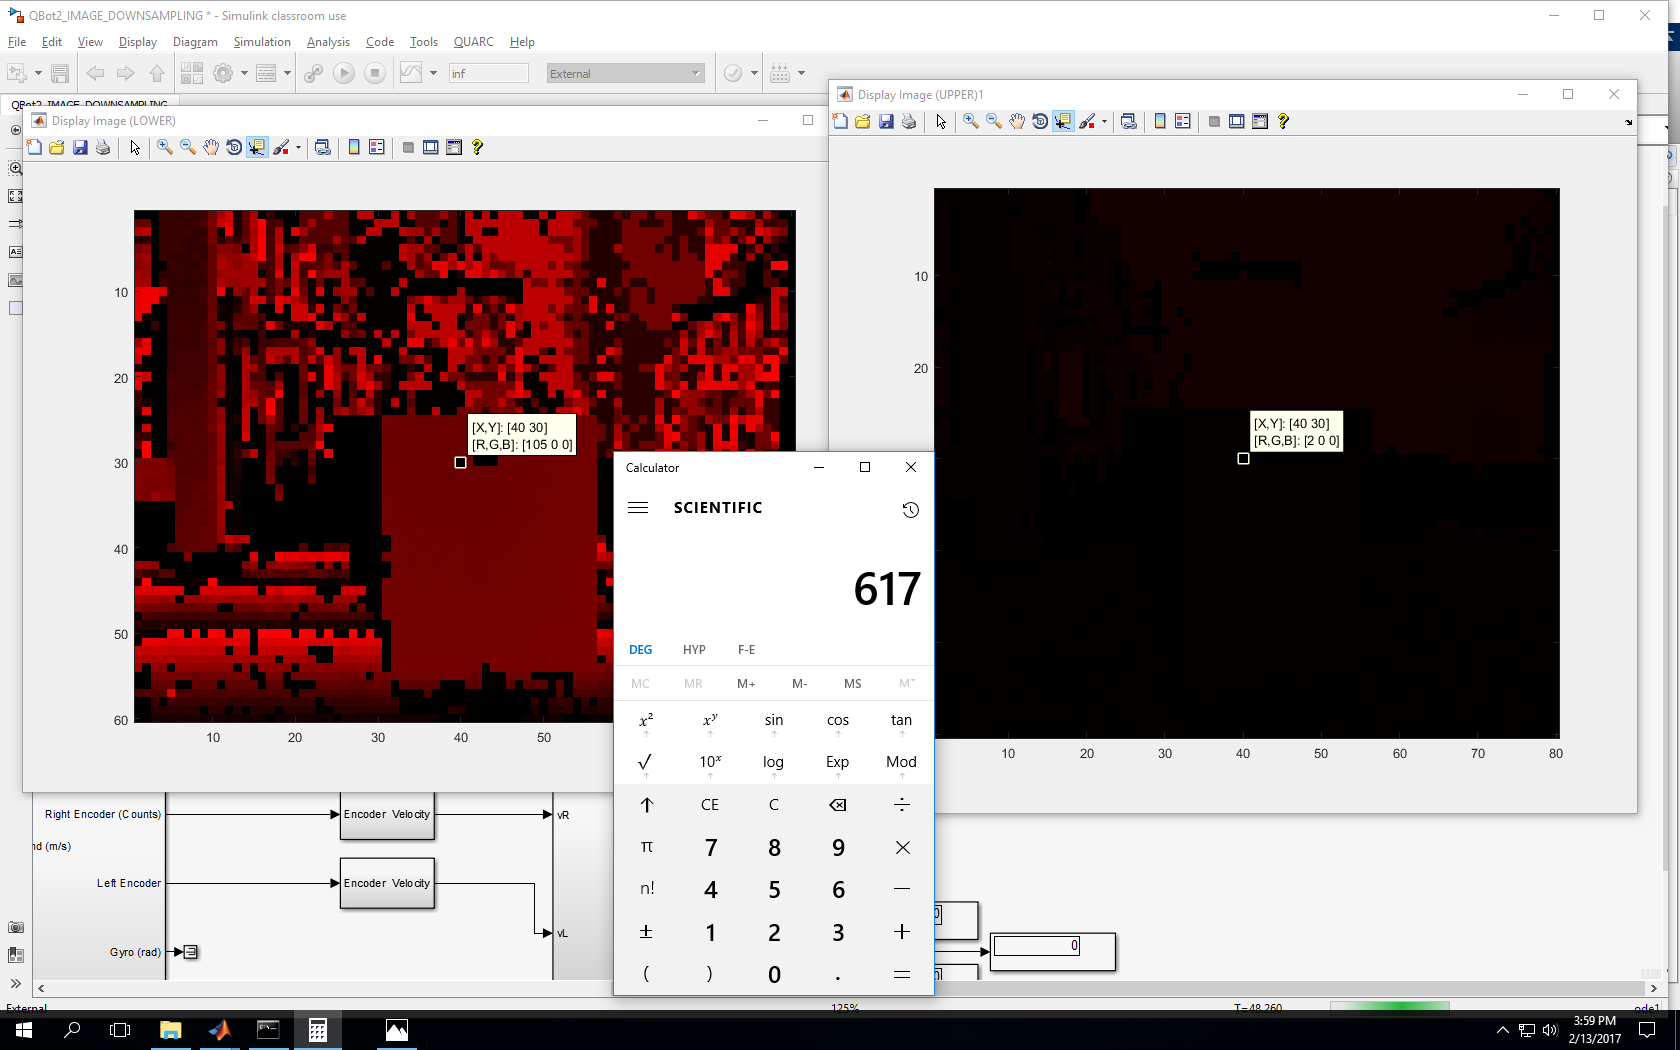 QBot2_IMAGE_DOWNSAMPLING * - Simulink classroom use
File Edit View Display Diagram Simulation Analysis Code Tools QUARC Help
inf
External
QBot2_IMAGE_DOWNSAMPLING
Display Image (LOWER)
10
20
30
40
50
60
10 20 30 40 50
[X,Y]: [40 30]
[R,G,B]: [105 0 0]
Display Image (UPPER)1
10
20
10 20 30 40 50 60 70 80
[X,Y]: [40 30]
[R,G,B]: [2 0 0]
Calculator
SCIENTIFIC
617
DEG HYP F-E
MC MR M+ M- MS M˅
x² xʸ sin cos tan
√ 10ˣ log Exp Mod
↑ CE C ⌫ ÷
π 7 8 9 ×
n! 4 5 6 −
± 1 2 3 +
( ) 0 . =
Right Encoder (Counts)
Encoder Velocity
vR
nd (m/s)
Left Encoder
Encoder Velocity
vL
Gyro (rad)
0
External
125%
T=48.260
ode1
3:59 PM
2/13/2017